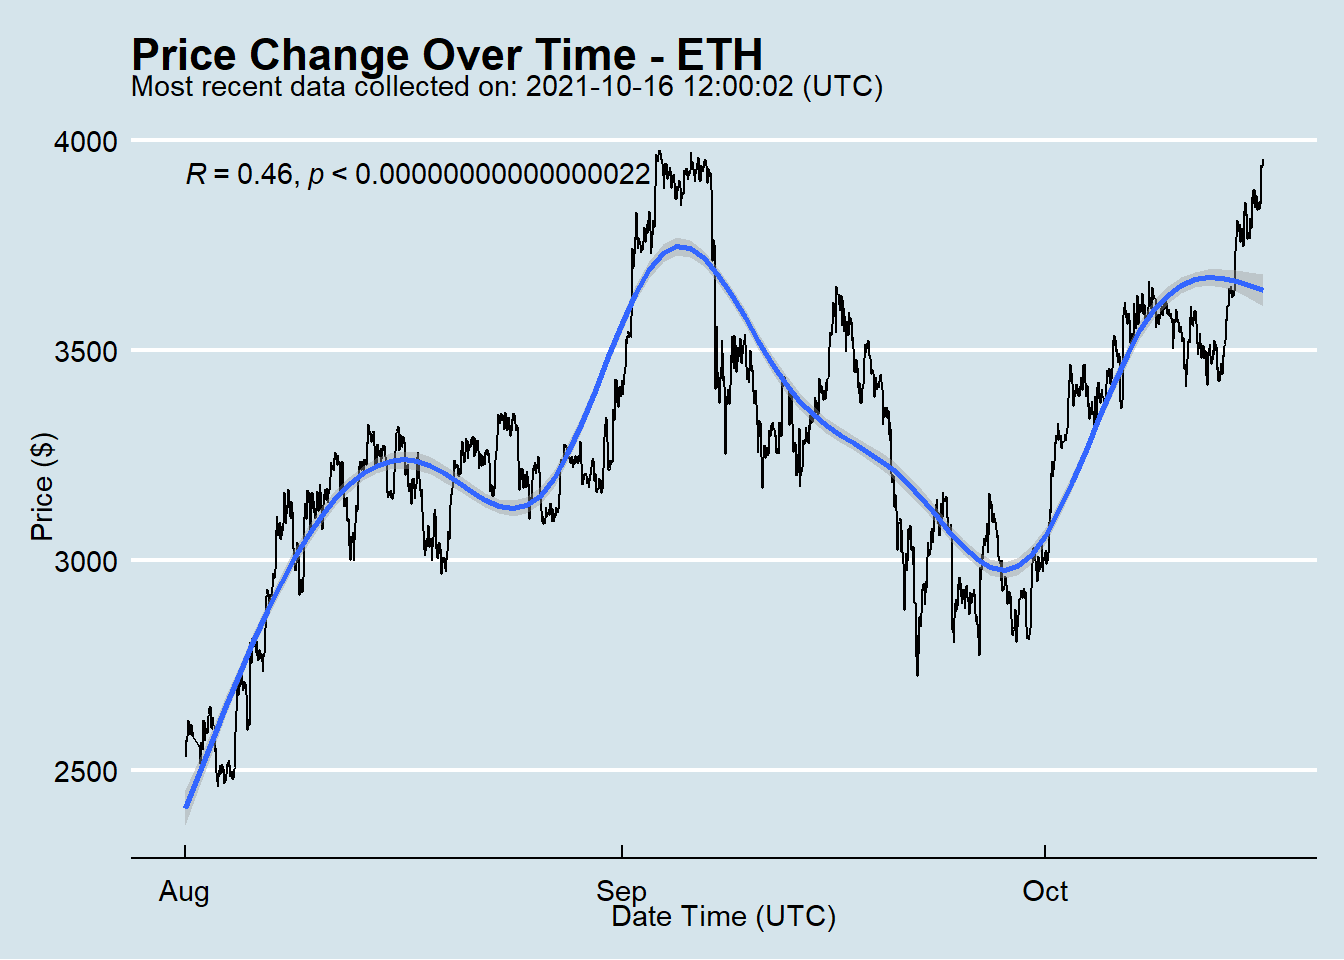 Price Change Over Time - ETH
Most recent data collected on: 2021-10-16 12:00:02 (UTC)
R = 0.46, p < 0.00000000000000022
4000
3500
3000
2500
Price ($)
Aug
Sep
Oct
Date Time (UTC)